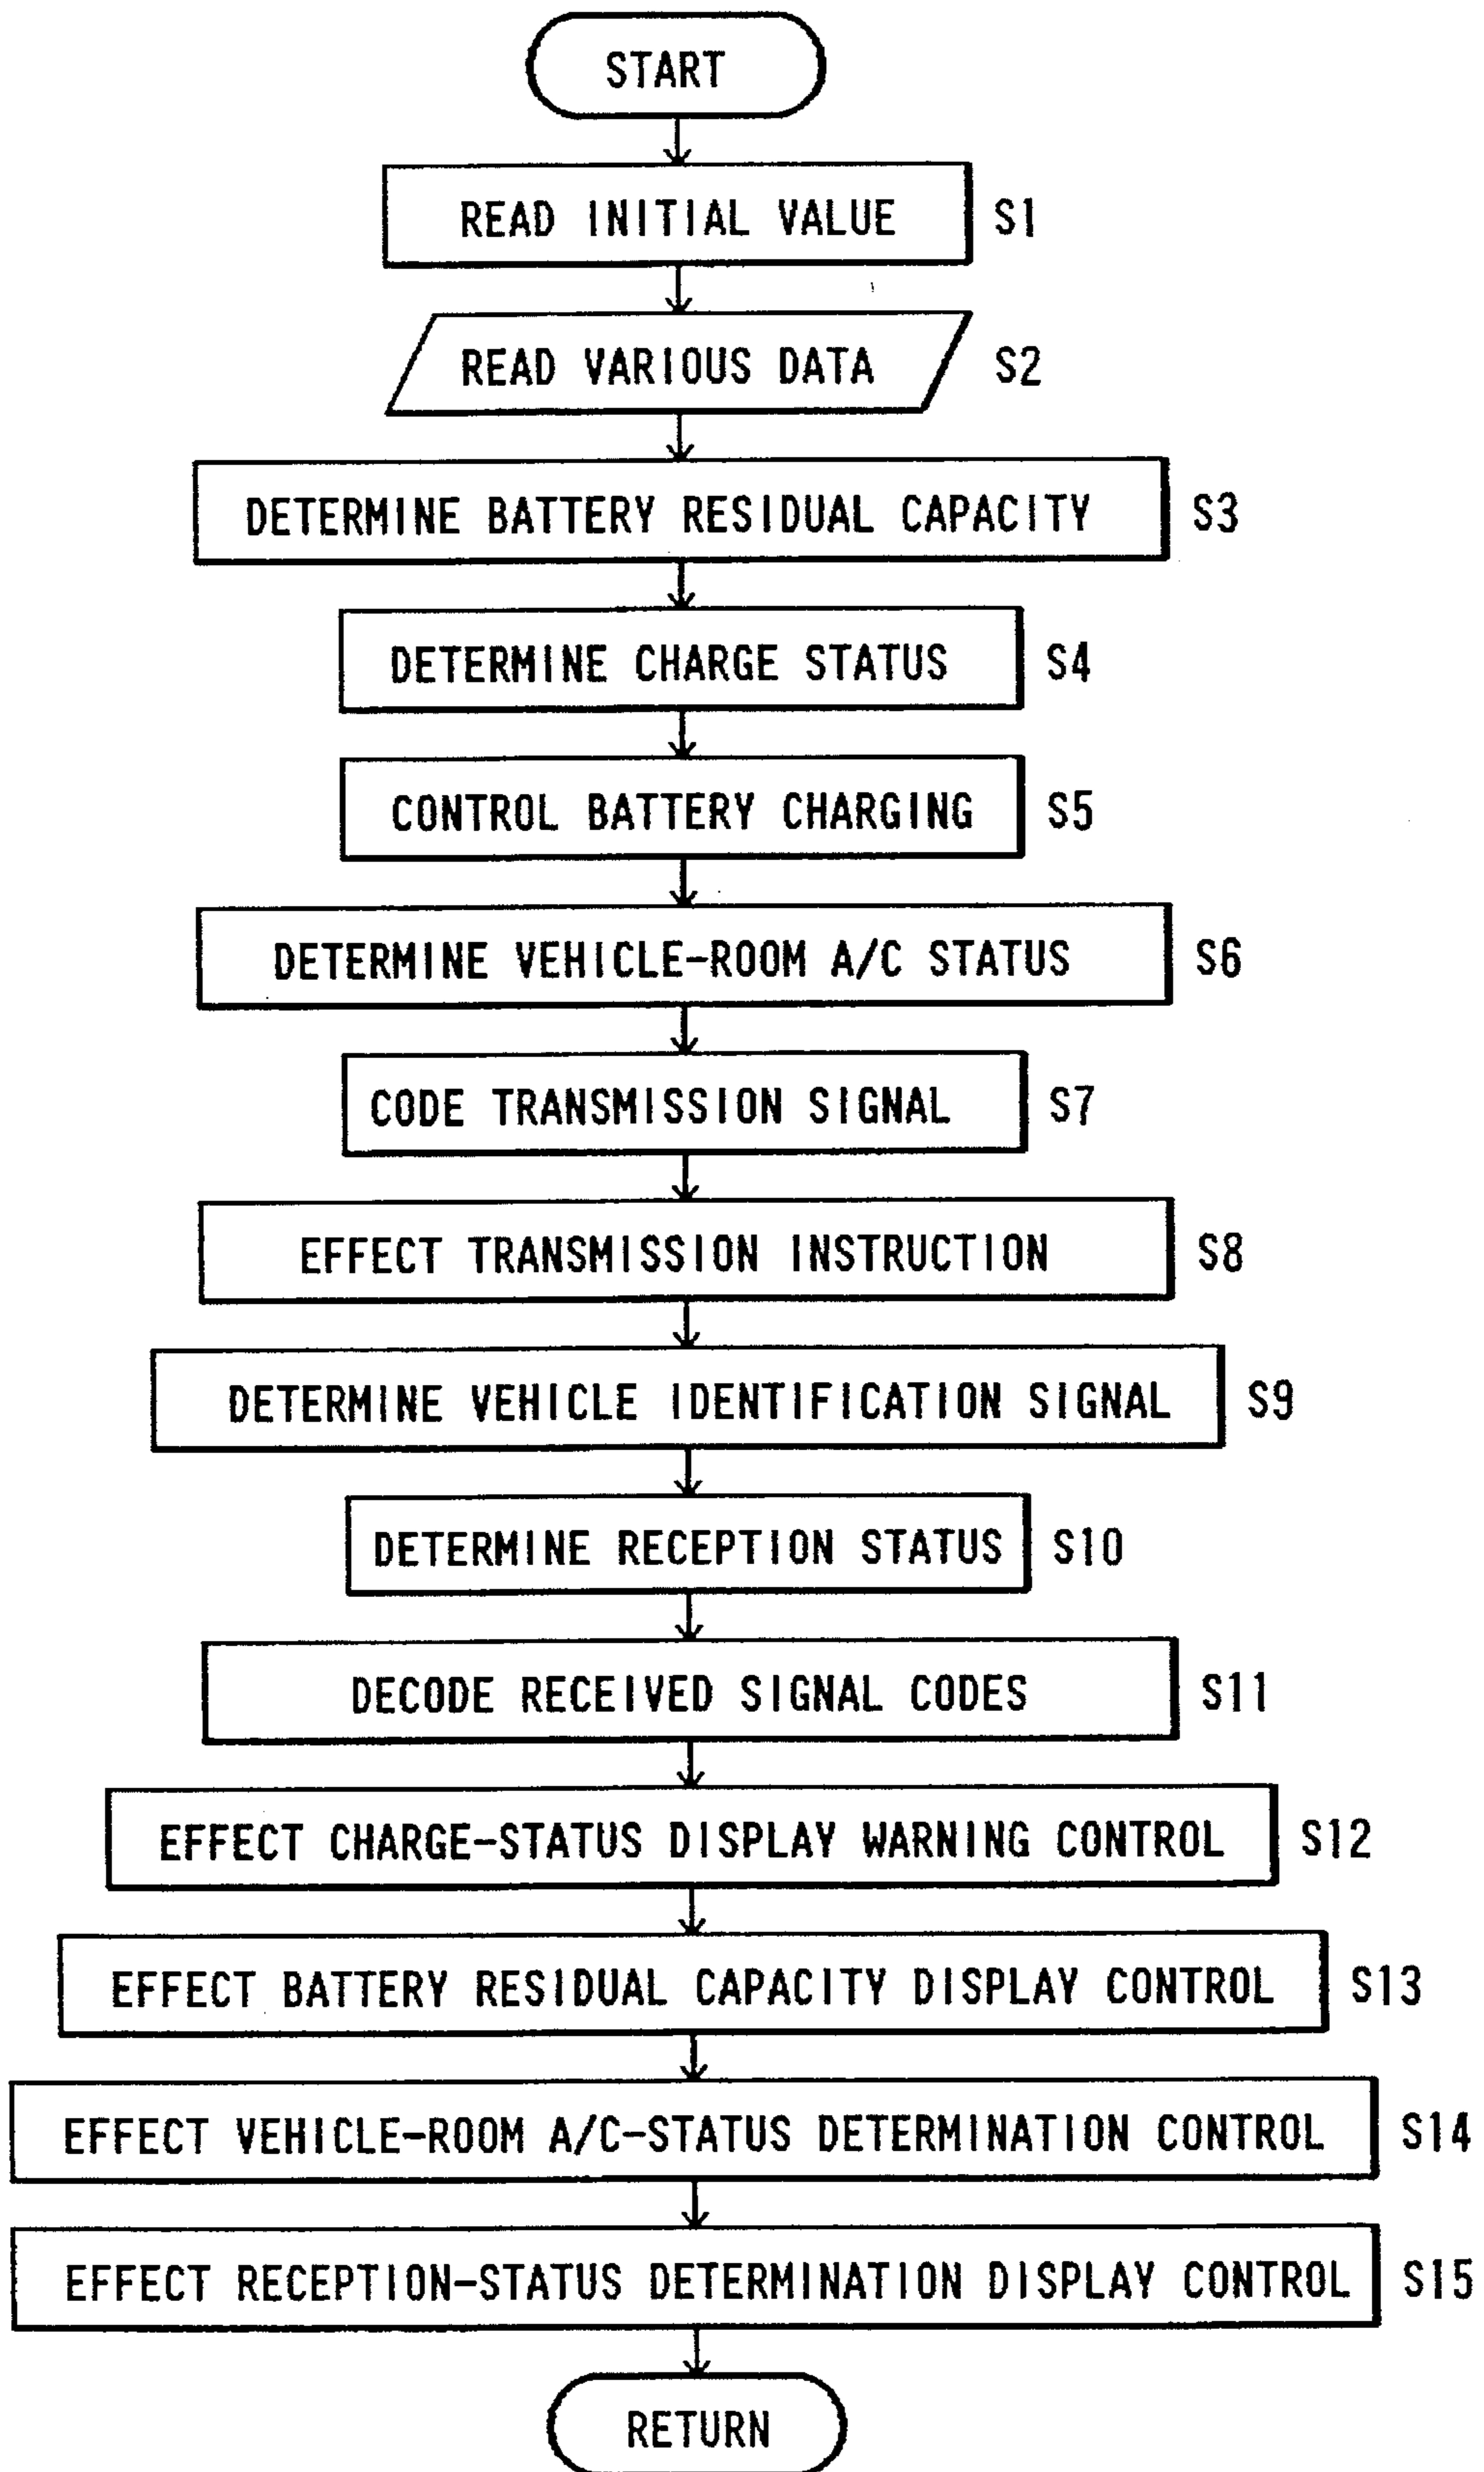 START
READ INITIAL VALUE S1
READ VARIOUS DATA S2
DETERMINE BATTERY RESIDUAL CAPACITY S3
DETERMINE CHARGE STATUS S4
CONTROL BATTERY CHARGING S5
DETERMINE VEHICLE-ROOM A/C STATUS S6
CODE TRANSMISSION SIGNAL S7
EFFECT TRANSMISSION INSTRUCTION S8
DETERMINE VEHICLE IDENTIFICATION SIGNAL S9
DETERMINE RECEPTION STATUS S10
DECODE RECEIVED SIGNAL CODES S11
EFFECT CHARGE-STATUS DISPLAY WARNING CONTROL S12
EFFECT BATTERY RESIDUAL CAPACITY DISPLAY CONTROL S13
EFFECT VEHICLE-ROOM A/C-STATUS DETERMINATION CONTROL S14
EFFECT RECEPTION-STATUS DETERMINATION DISPLAY CONTROL S15
RETURN